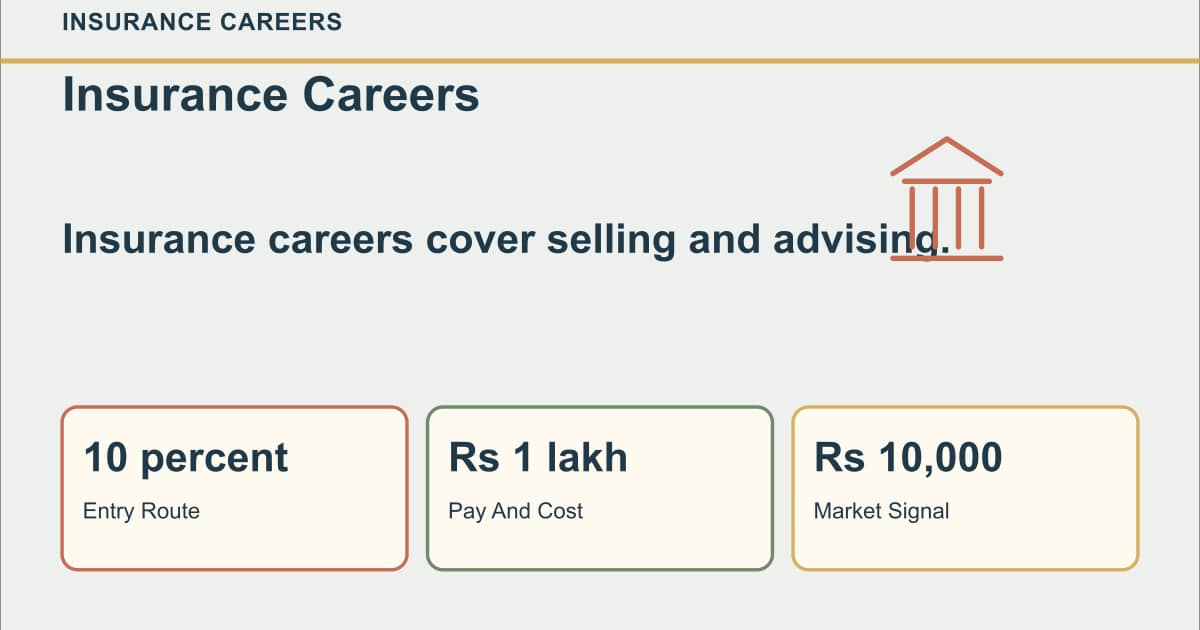 INSURANCE CAREERS
Insurance Careers
Insurance careers cover selling and advising.
10 percent
Entry Route
Rs 1 lakh
Pay And Cost
Rs 10,000
Market Signal